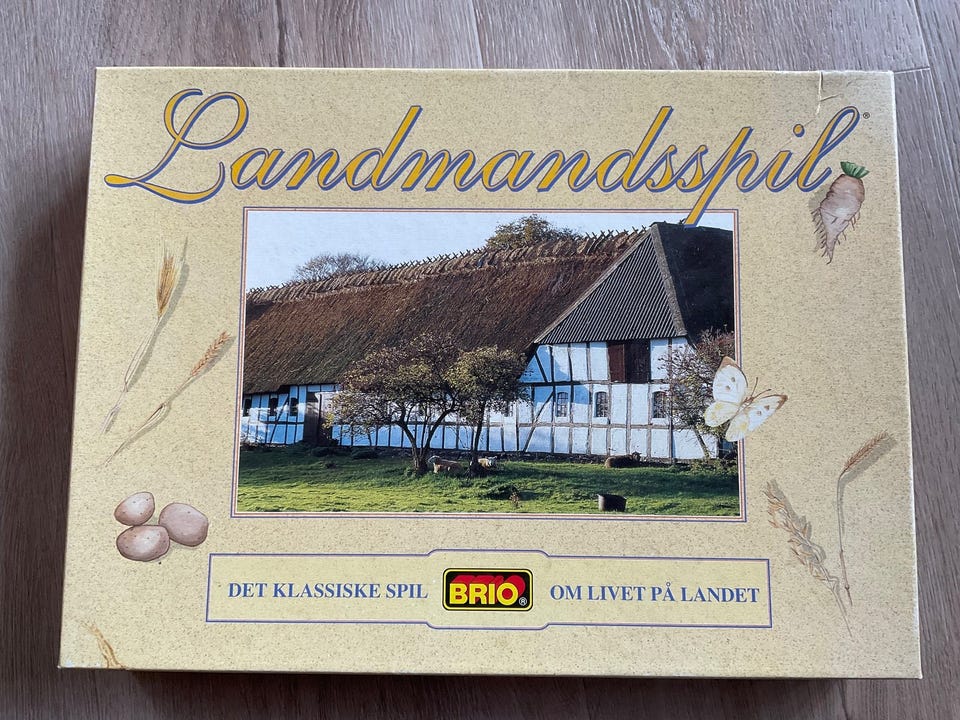 Landmandsspil®
DET KLASSISKE SPIL BRIO® OM LIVET PÅ LANDET